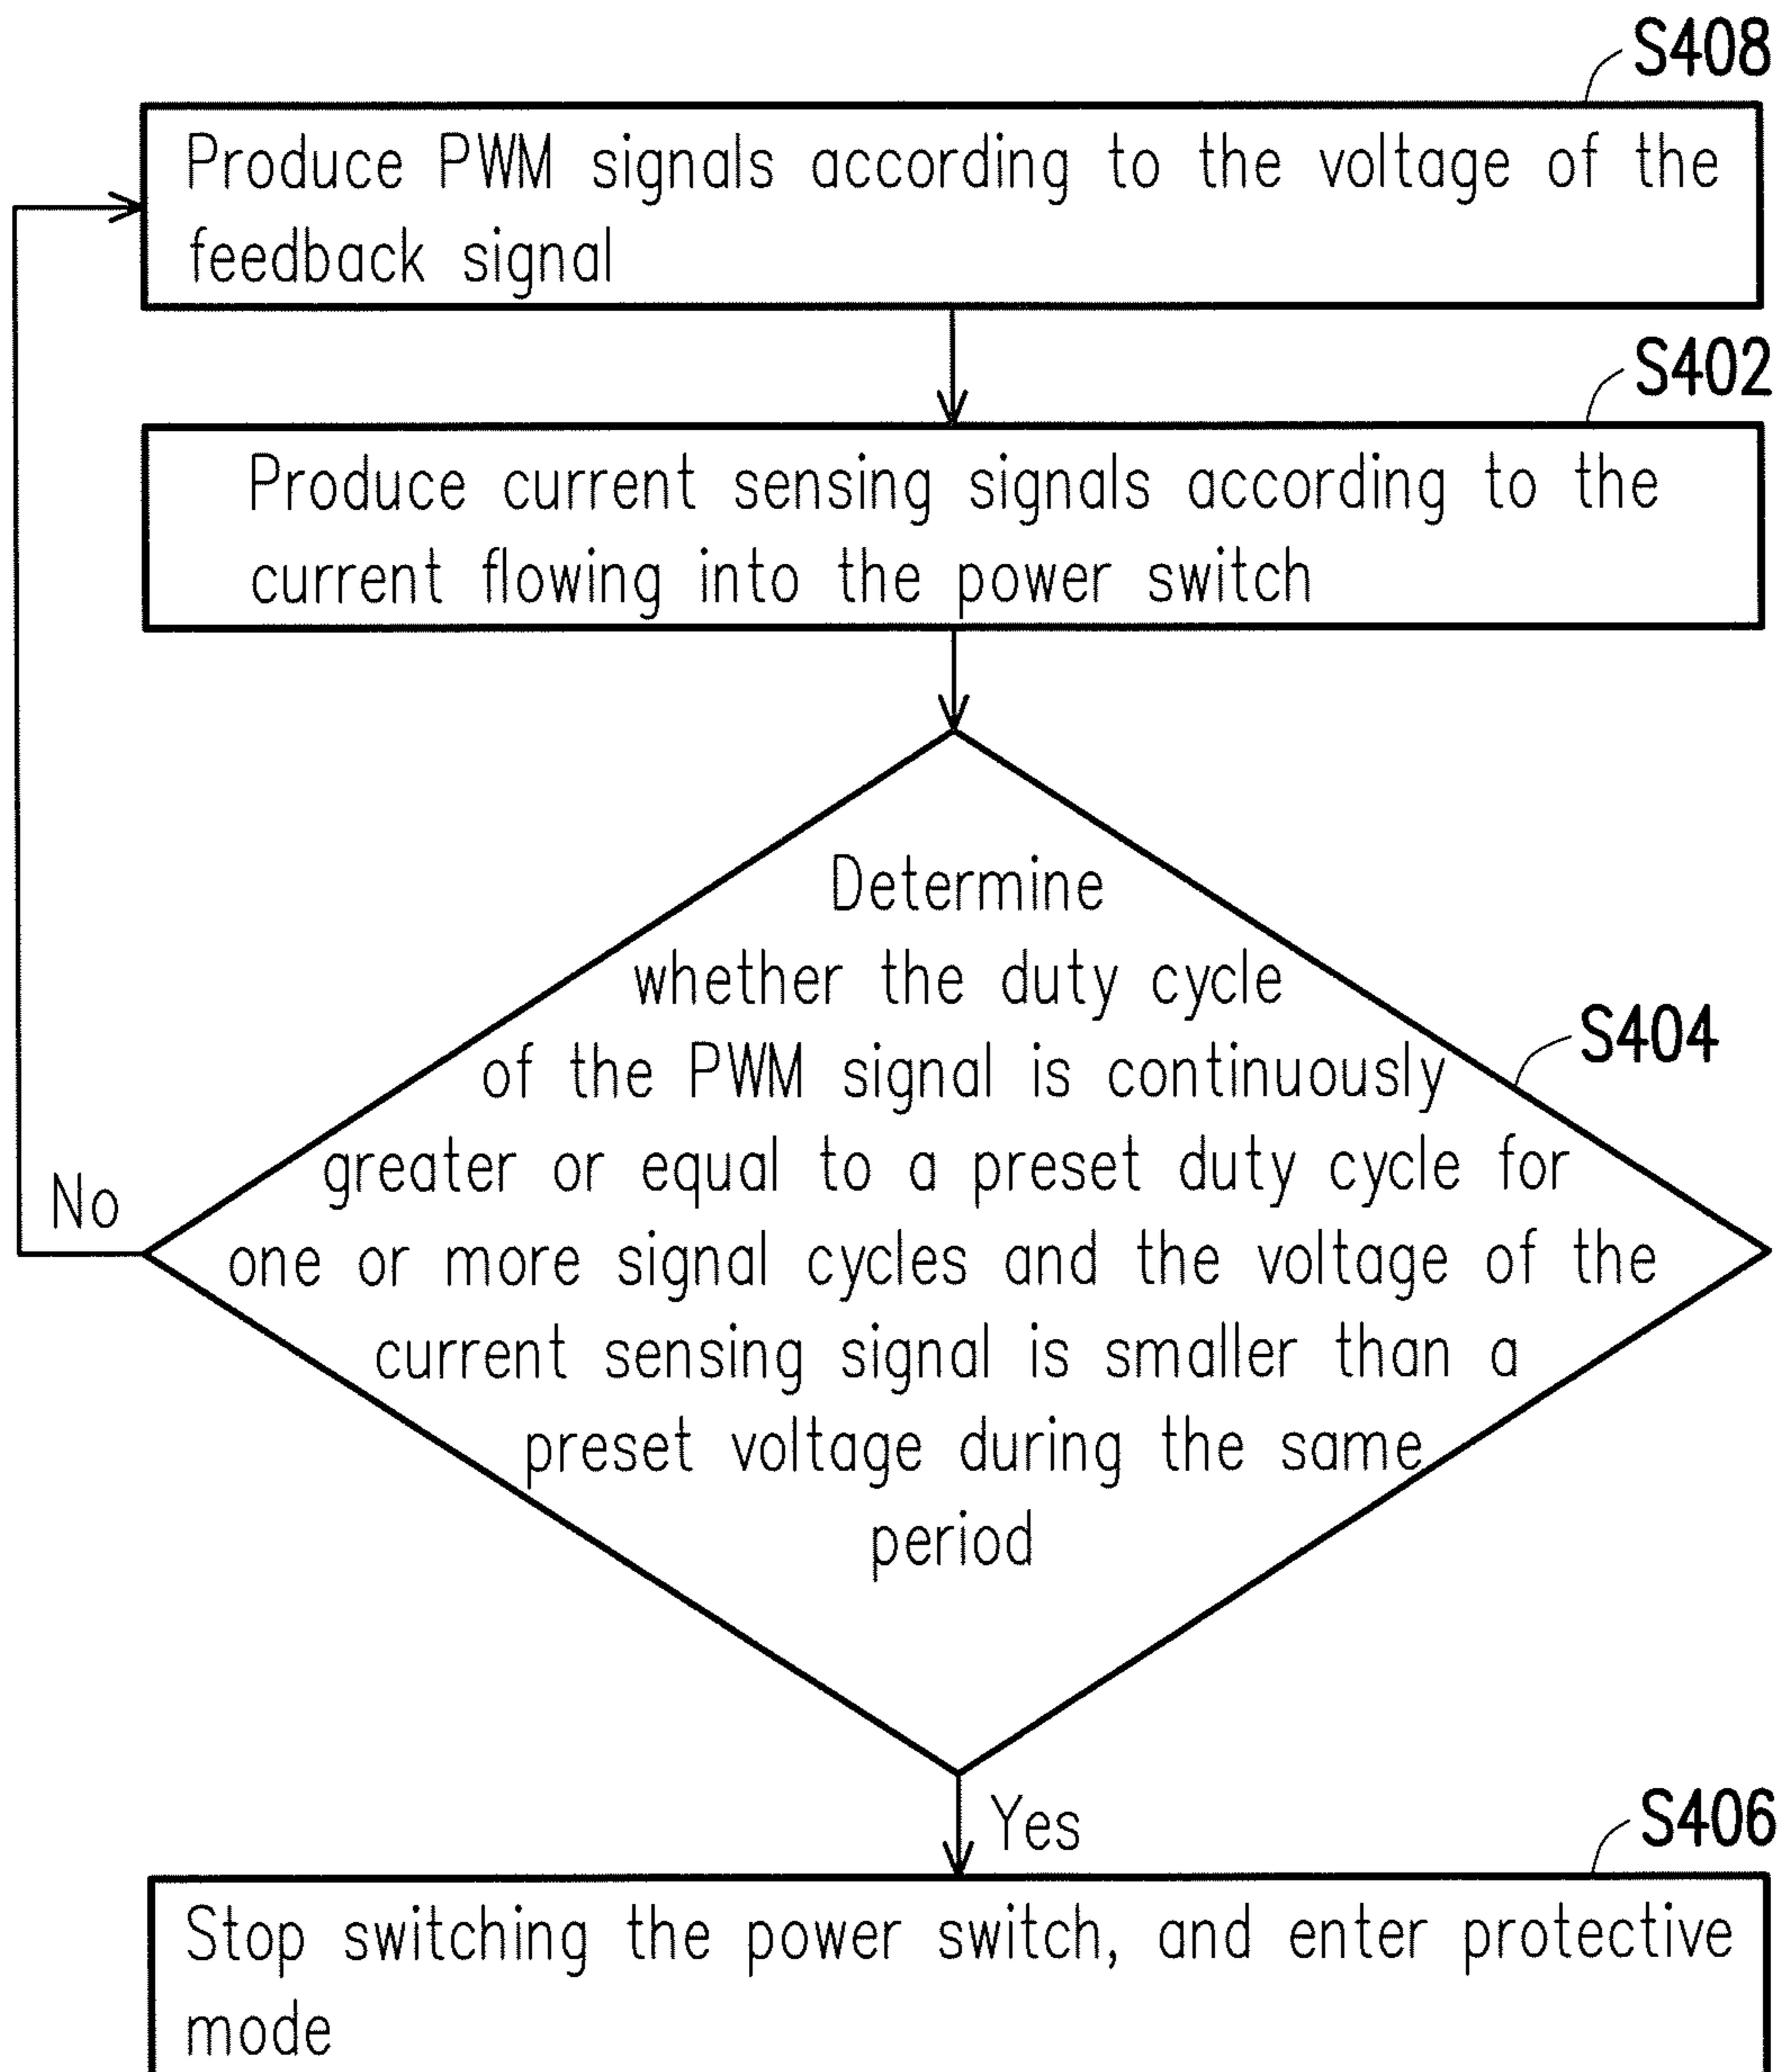 S408
Produce PWM signals according to the voltage of the
feedback signal
S402
Produce current sensing signals according to the
current flowing into the power switch
Determine
whether the duty cycle
of the PWM signal is continuously
S404
greater or equal to a preset duty cycle for
No
one or more signal cycles and the voltage of the
current sensing signal is smaller than a
preset voltage during the same
period
Yes
S406
Stop switching the power switch, and enter protective
mode